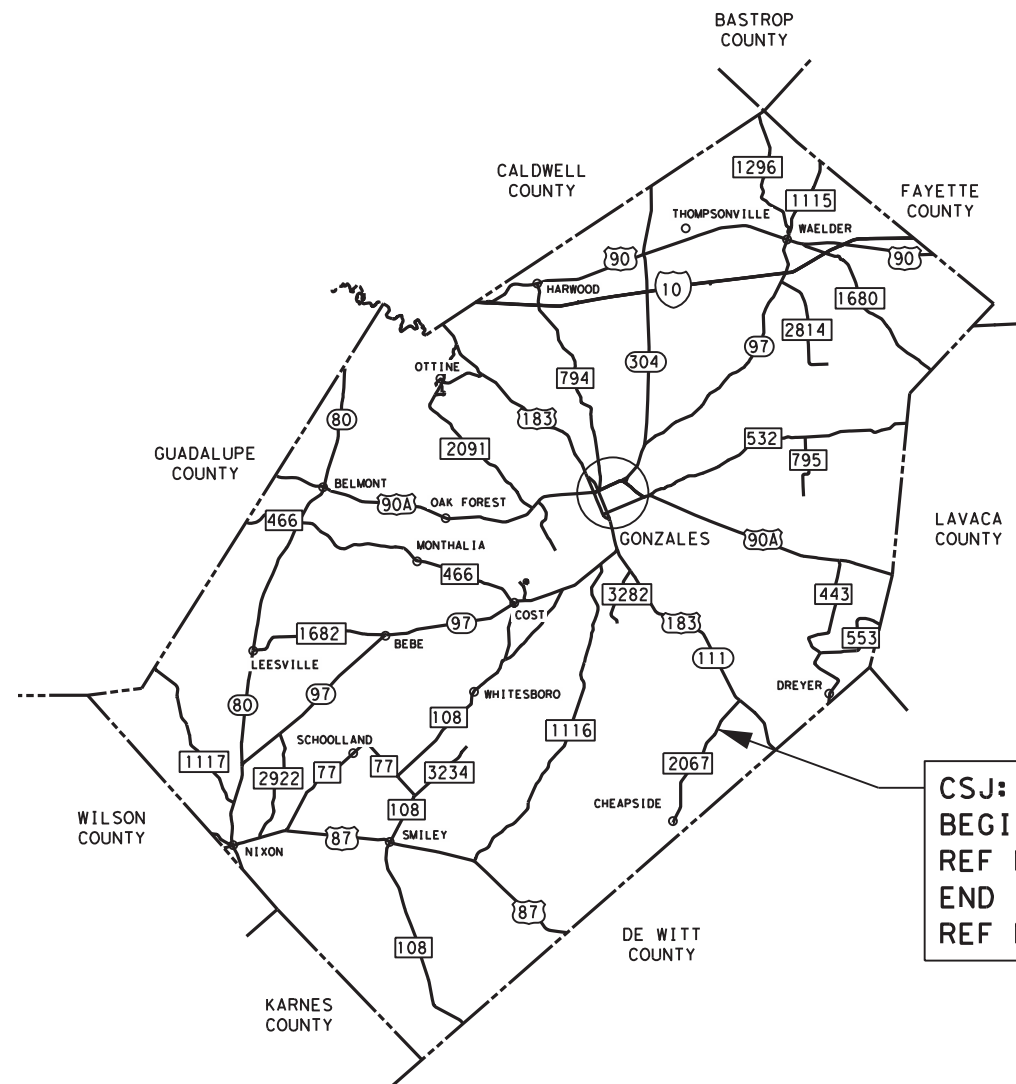 BASTROP
COUNTY
1296
CALDWELL
COUNTY
1115
FAYETTE
COUNTY
THOMPSONVILLE
WAELDER
90
90
HARWOOD
10
1680
2814
97
304
OTTINE
794
80
183
532
2091
795
GUADALUPE
COUNTY
BELMONT
90A
OAK FOREST
466
LAVACA
COUNTY
GONZALES
90A
MONTHALIA
466
3282
443
COST
97
183
1682
BEBE
553
LEESVILLE
111
DREYER
97
WHITESBORO
80
108
SCHOOLLAND
1116
1117
77
77
3234
2922
2067
CHEAPSIDE
108
WILSON
COUNTY
SMILEY
87
NIXON
CSJ:
BEGI
REF
END
REF
87
108
DE WITT
COUNTY
KARNES
COUNTY